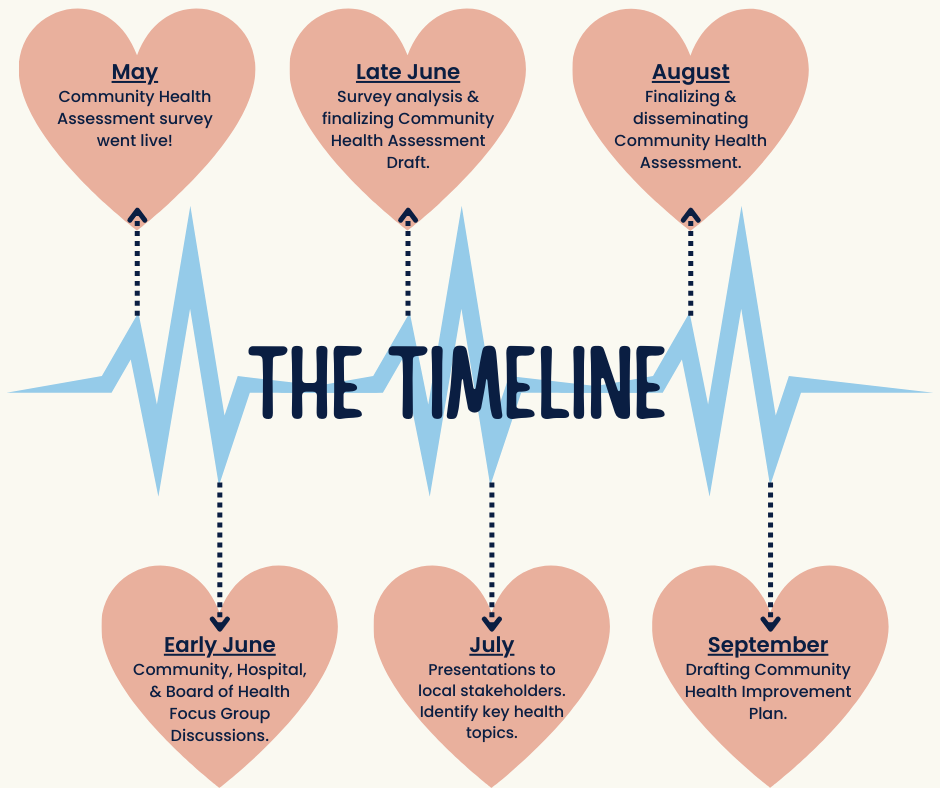 May
Community Health
Assessment survey
went live!
Late June
Survey analysis &
finalizing Community
Health Assessment
Draft.
August
Finalizing &
disseminating
Community Health
Assessment.
THE TIMELINE
Early June
Community, Hospital,
& Board of Health
Focus Group
Discussions.
July
Presentations to
local stakeholders.
Identify key health
topics.
September
Drafting Community
Health Improvement
Plan.